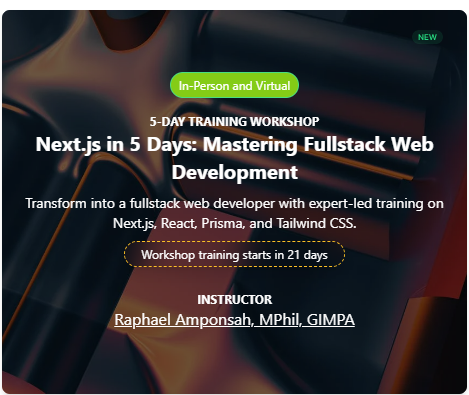 NEW
In-Person and Virtual
5-DAY TRAINING WORKSHOP
Next.js in 5 Days: Mastering Fullstack Web
Development
Transform into a fullstack web developer with expert-led training on
Next.js, React, Prisma, and Tailwind CSS.
Workshop training starts in 21 days
INSTRUCTOR
Raphael Amponsah, MPhil, GIMPA